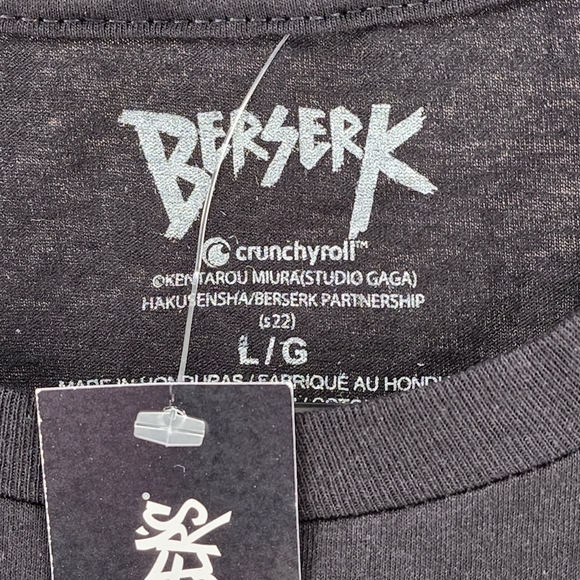 BERSERK
crunchyroll™
©KENTAROU MIURA(STUDIO GAGA)
HAKUSENSHA/BERSERK PARTNERSHIP
(s22)
L/G
MADE IN HONDURAS / FABRIQUÉ AU